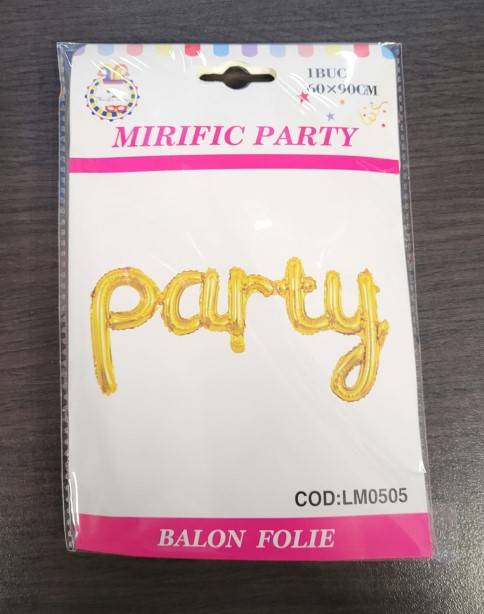 1BUC
60×90CM
MIRIFIC PARTY
party
COD:LM0505
BALON FOLIE